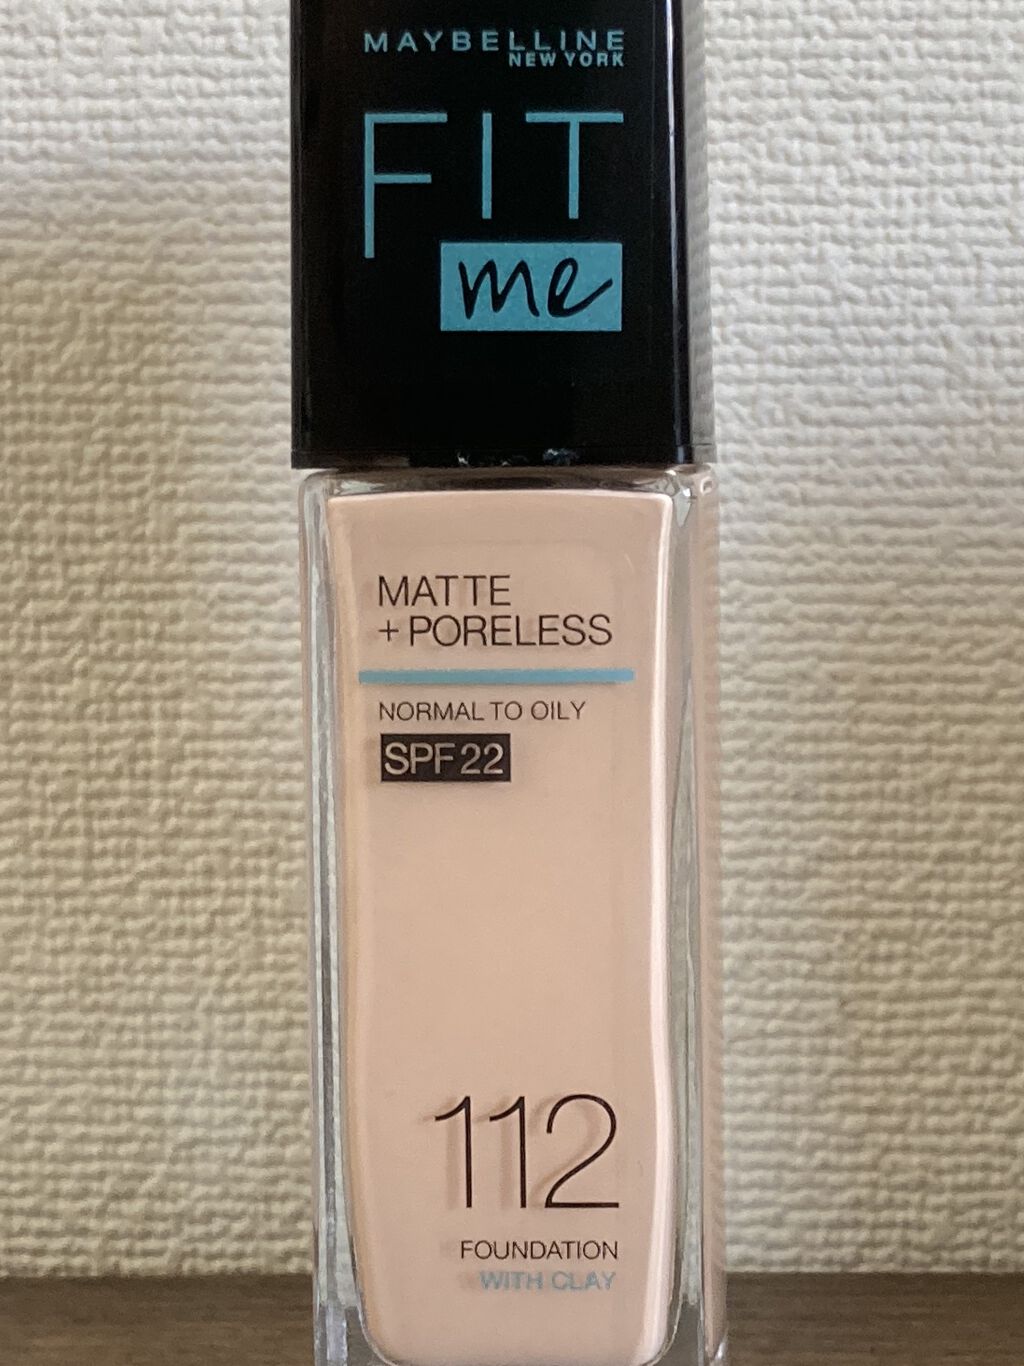 MAYBELLINE
NEW YORK
FIT
me
MATTE
+PORELESS
NORMAL TO OILY
SPF 22
112
FOUNDATION
WITH CLAY